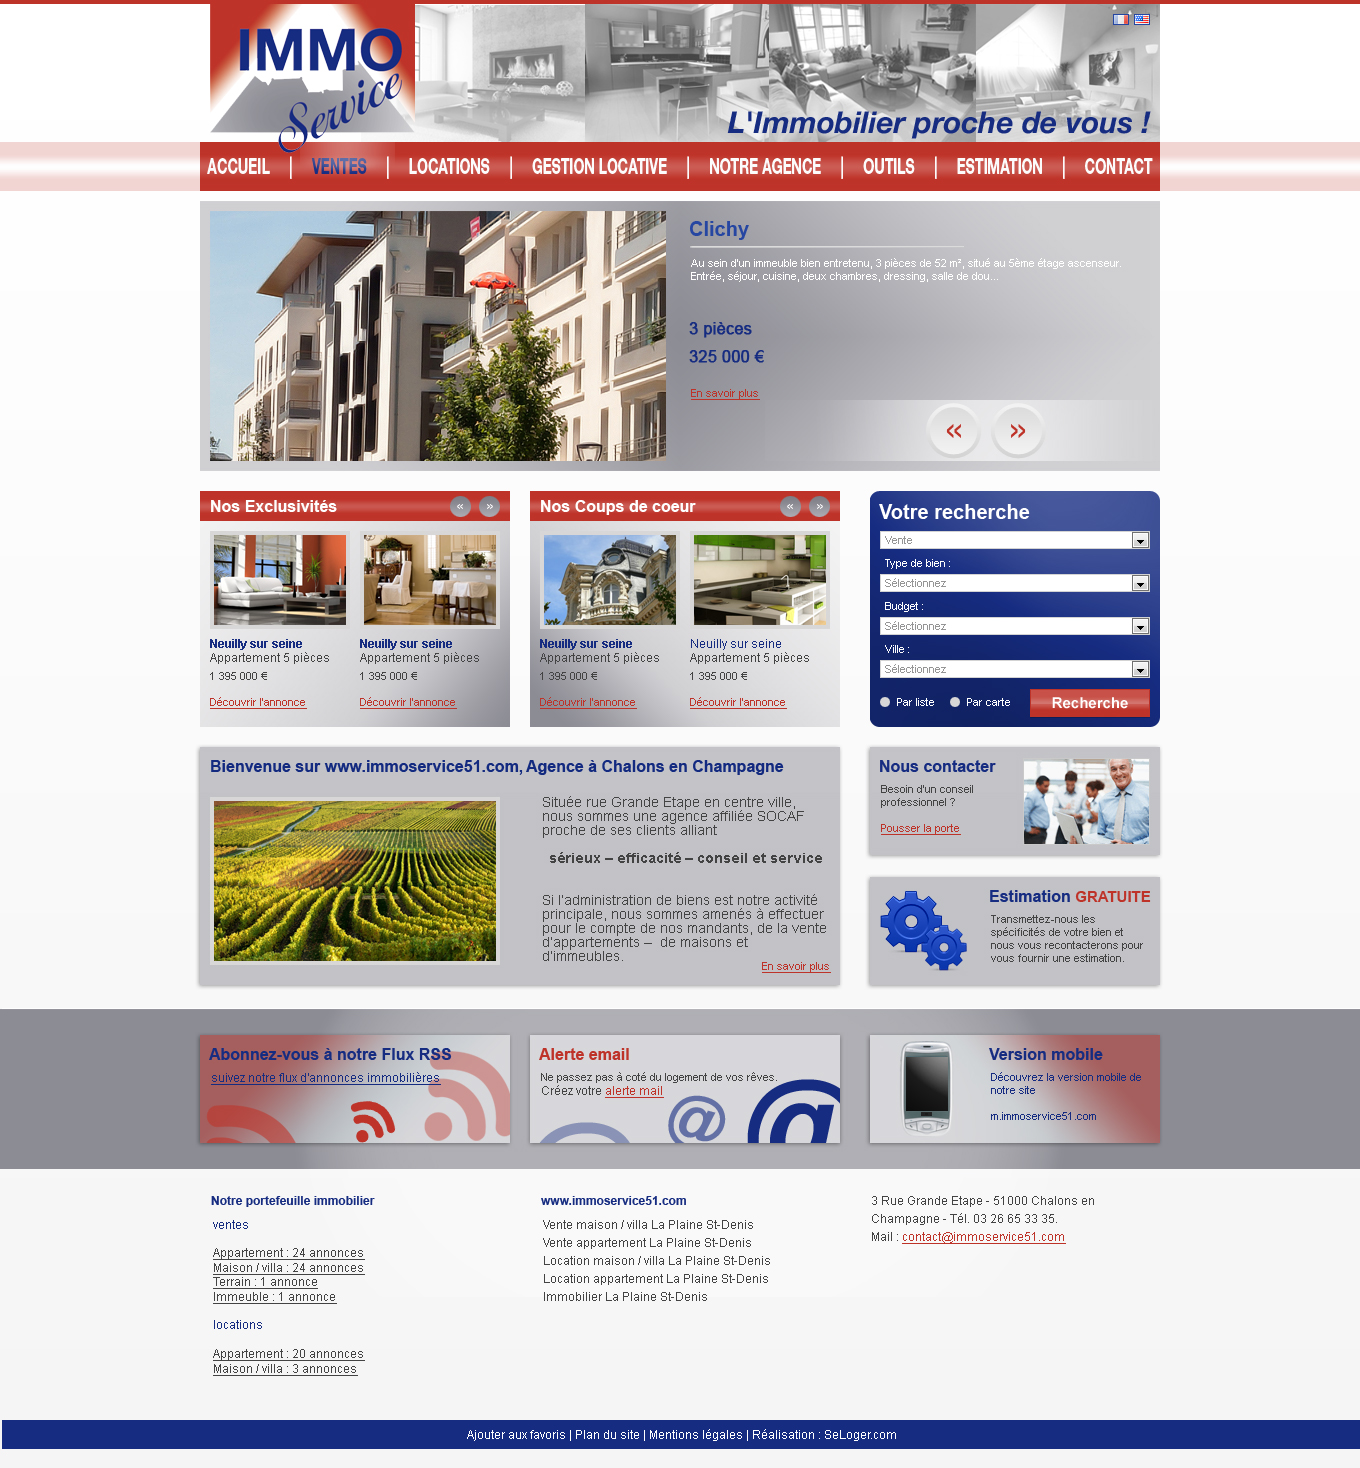 IMMO
Service
L'Immobilier proche de vous !
ACCUEIL | VENTES | LOCATIONS | GESTION LOCATIVE | NOTRE AGENCE | OUTILS | ESTIMATION | CONTACT
Clichy
Au sein d'un immeuble bien entretenu, 3 pièces de 52 m², situé au 5ème étage ascenseur.
Entrée, séjour, cuisine, deux chambres, dressing, salle de dou...
3 pièces
325 000 €
En savoir plus
« »
Nos Exclusivités « »
Neuilly sur seine
Appartement 5 pièces
1 395 000 €
Découvrir l'annonce
Neuilly sur seine
Appartement 5 pièces
1 395 000 €
Découvrir l'annonce
Nos Coups de coeur « »
Neuilly sur seine
Appartement 5 pièces
1 395 000 €
Découvrir l'annonce
Neuilly sur seine
Appartement 5 pièces
1 395 000 €
Découvrir l'annonce
Votre recherche
Vente
Type de bien :
Sélectionnez
Budget :
Sélectionnez
Ville :
Sélectionnez
Par liste Par carte Recherche
Bienvenue sur www.immoservice51.com, Agence à Chalons en Champagne
Située rue Grande Etape en centre ville,
nous sommes une agence affiliée SOCAF
proche de ses clients alliant
sérieux – efficacité – conseil et service
Si l'administration de biens est notre activité
principale, nous sommes amenés à effectuer
pour le compte de nos mandants, de la vente
d'appartements – de maisons et
d'immeubles.
En savoir plus
Nous contacter
Besoin d'un conseil
professionnel ?
Pousser la porte
Estimation GRATUITE
Transmettez-nous les
spécificités de votre bien et
nous vous recontacterons pour
vous fournir une estimation.
Abonnez-vous à notre Flux RSS
suivez notre flux d'annonces immobilières
Alerte email
Ne passez pas à coté du logement de vos rêves.
Créez votre alerte mail
@ @
Version mobile
Découvrez la version mobile de
notre site
m.immoservice51.com
Notre portefeuille immobilier
ventes
Appartement : 24 annonces
Maison / villa : 24 annonces
Terrain : 1 annonce
Immeuble : 1 annonce
locations
Appartement : 20 annonces
Maison / villa : 3 annonces
www.immoservice51.com
Vente maison / villa La Plaine St-Denis
Vente appartement La Plaine St-Denis
Location maison / villa La Plaine St-Denis
Location appartement La Plaine St-Denis
Immobilier La Plaine St-Denis
3 Rue Grande Etape - 51000 Chalons en
Champagne - Tél. 03 26 65 33 35.
Mail : contact@immoservice51.com
Ajouter aux favoris | Plan du site | Mentions légales | Réalisation : SeLoger.com